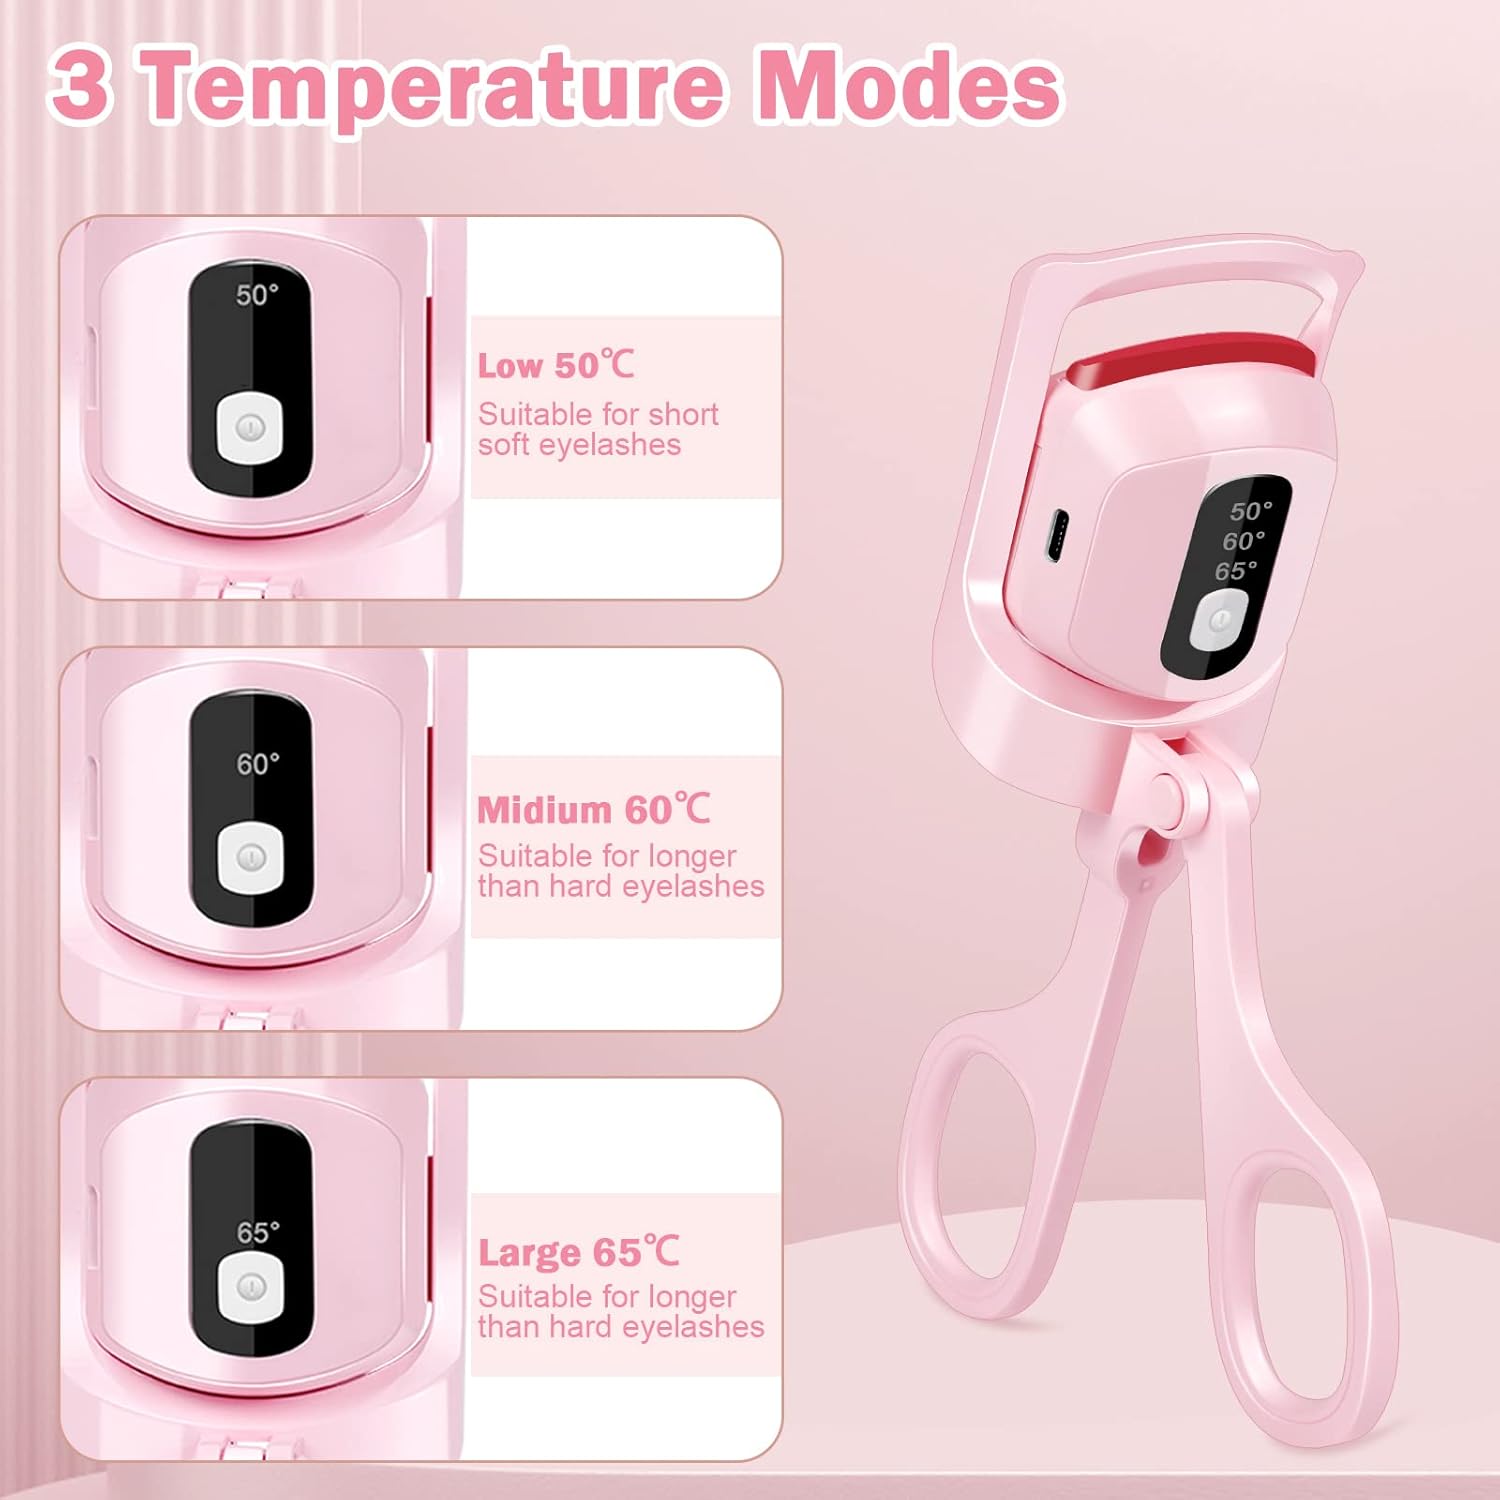 3 Temperature Modes
50°
Low 50℃
Suitable for short
soft eyelashes
60°
Midium 60℃
Suitable for longer
than hard eyelashes
65°
Large 65℃
Suitable for longer
than hard eyelashes
50°
60°
65°